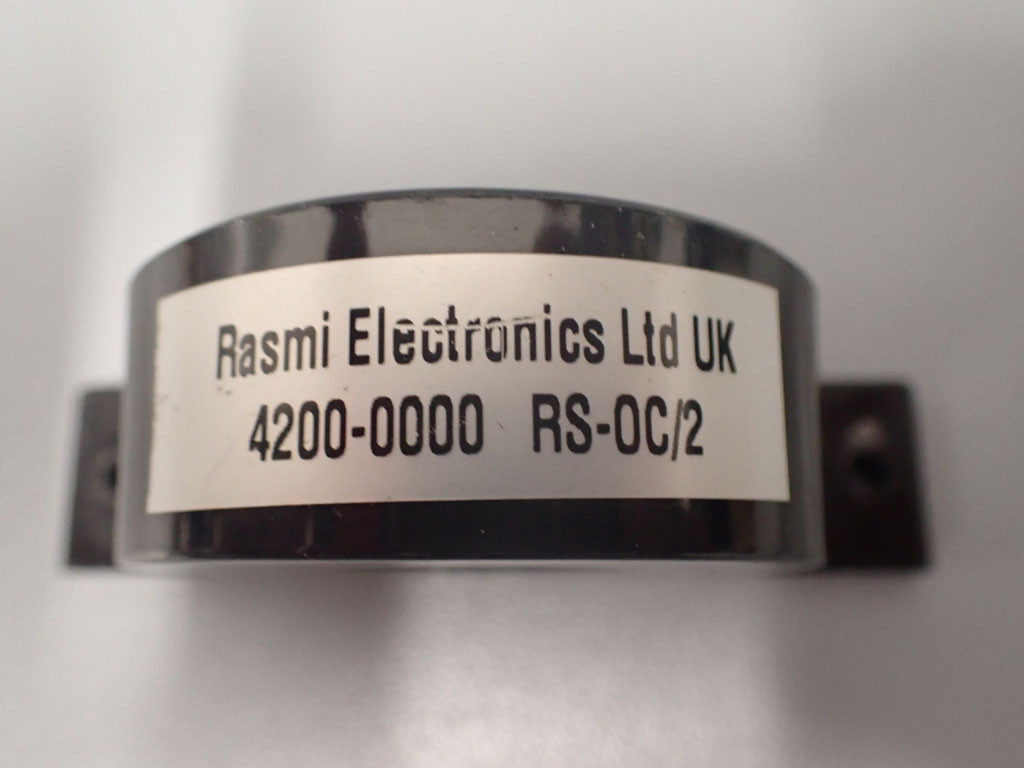 Rasmi Electronics Ltd UK
4200-0000 RS-OC/2